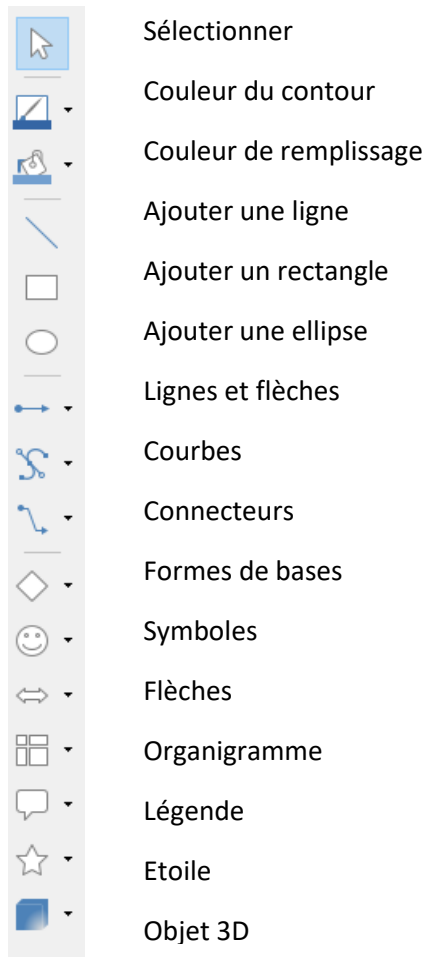 Sélectionner
Couleur du contour
Couleur de remplissage
Ajouter une ligne
Ajouter un rectangle
Ajouter une ellipse
Lignes et flèches
Courbes
Connecteurs
Formes de bases
Symboles
Flèches
Organigramme
Légende
Etoile
Objet 3D